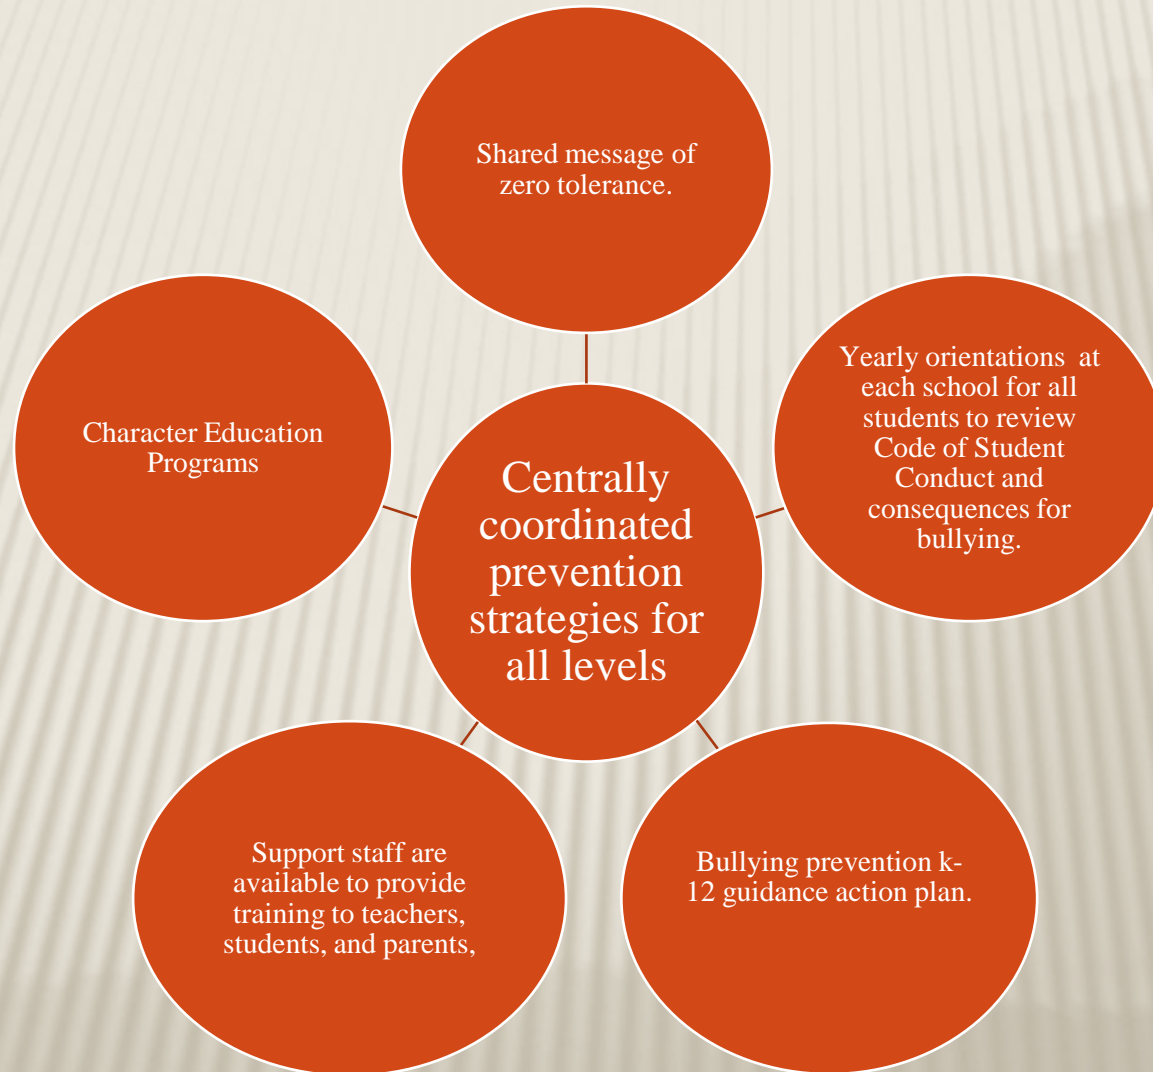 Shared message of
zero tolerance.
Yearly orientations at
each school for all
students to review
Code of Student
Conduct and
consequences for
bullying.
Character Education
Programs
Centrally
coordinated
prevention
strategies for
all levels
Support staff are
available to provide
training to teachers,
students, and parents,
Bullying prevention k-
12 guidance action plan.